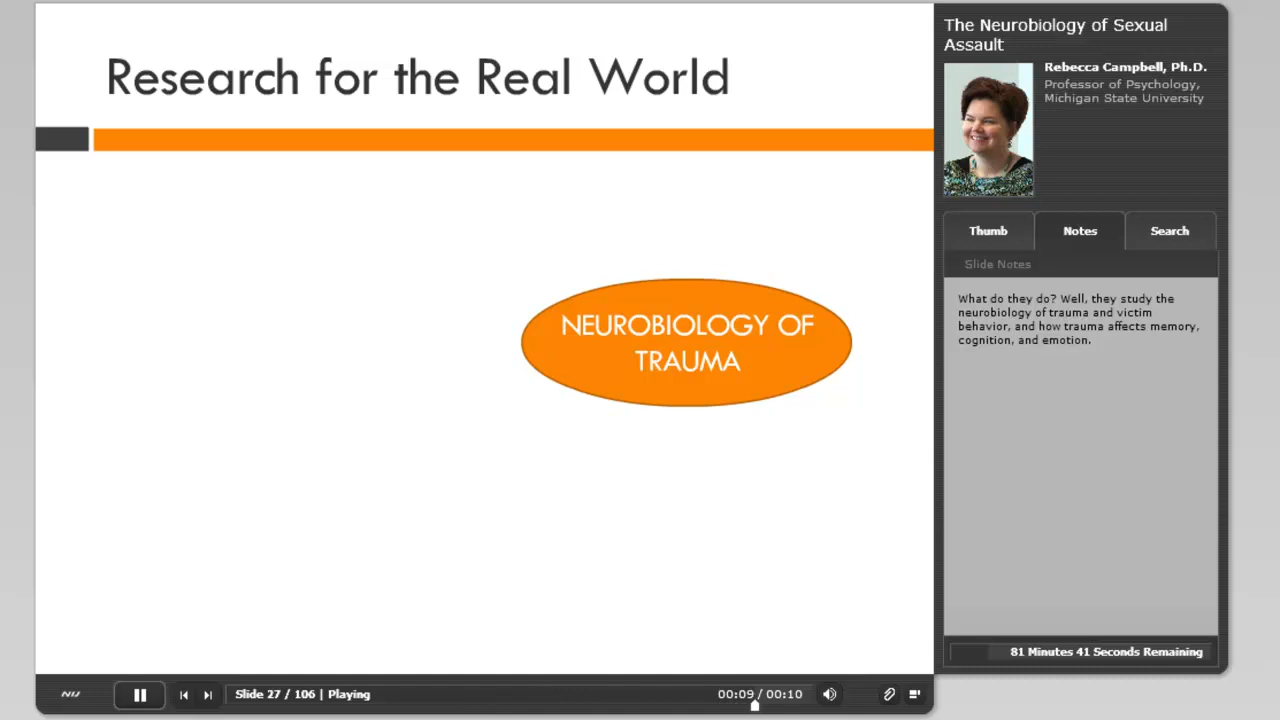 Research for the Real World
NEUROBIOLOGY OF
TRAUMA
The Neurobiology of Sexual
Assault
Rebecca Campbell, Ph.D.
Professor of Psychology,
Michigan State University
Thumb
Notes
Search
Slide Notes
What do they do? Well, they study the
neurobiology of trauma and victim
behavior, and how trauma affects memory,
cognition, and emotion.
81 Minutes 41 Seconds Remaining
NIJ
Slide 27 / 106 | Playing
00:09 / 00:10